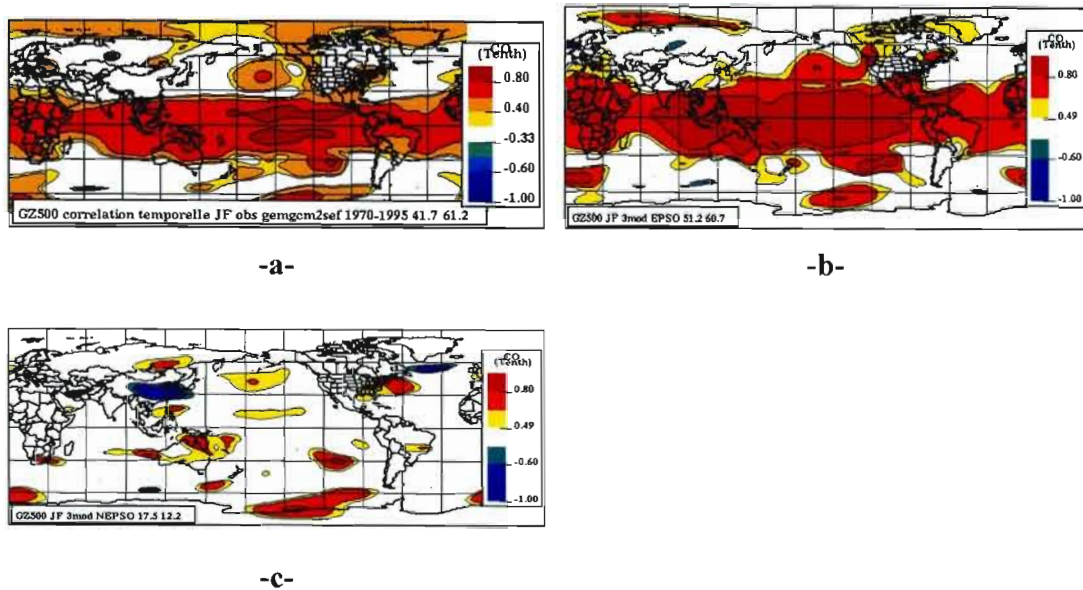 CO
(Tenth)
0.80
0.40
-0.33
-0.60
-1.00
GZ500 correlation temporelle JF obs gemgcm2sef 1970-1995 41.7 61.2
-a-
CO
(Tenth)
0.80
0.49
-0.60
-1.00
GZ500 JF 3mod EPSO 51.2 60.7
-b-
CO
(Tenth)
0.80
0.49
-0.60
-1.00
GZ500 JF 3mod NEPSO 17.5 12.2
-c-